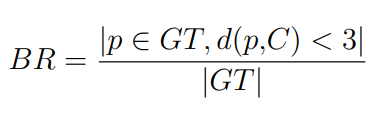 BR = |p ∈ GT, d(p,C) < 3| / |GT|